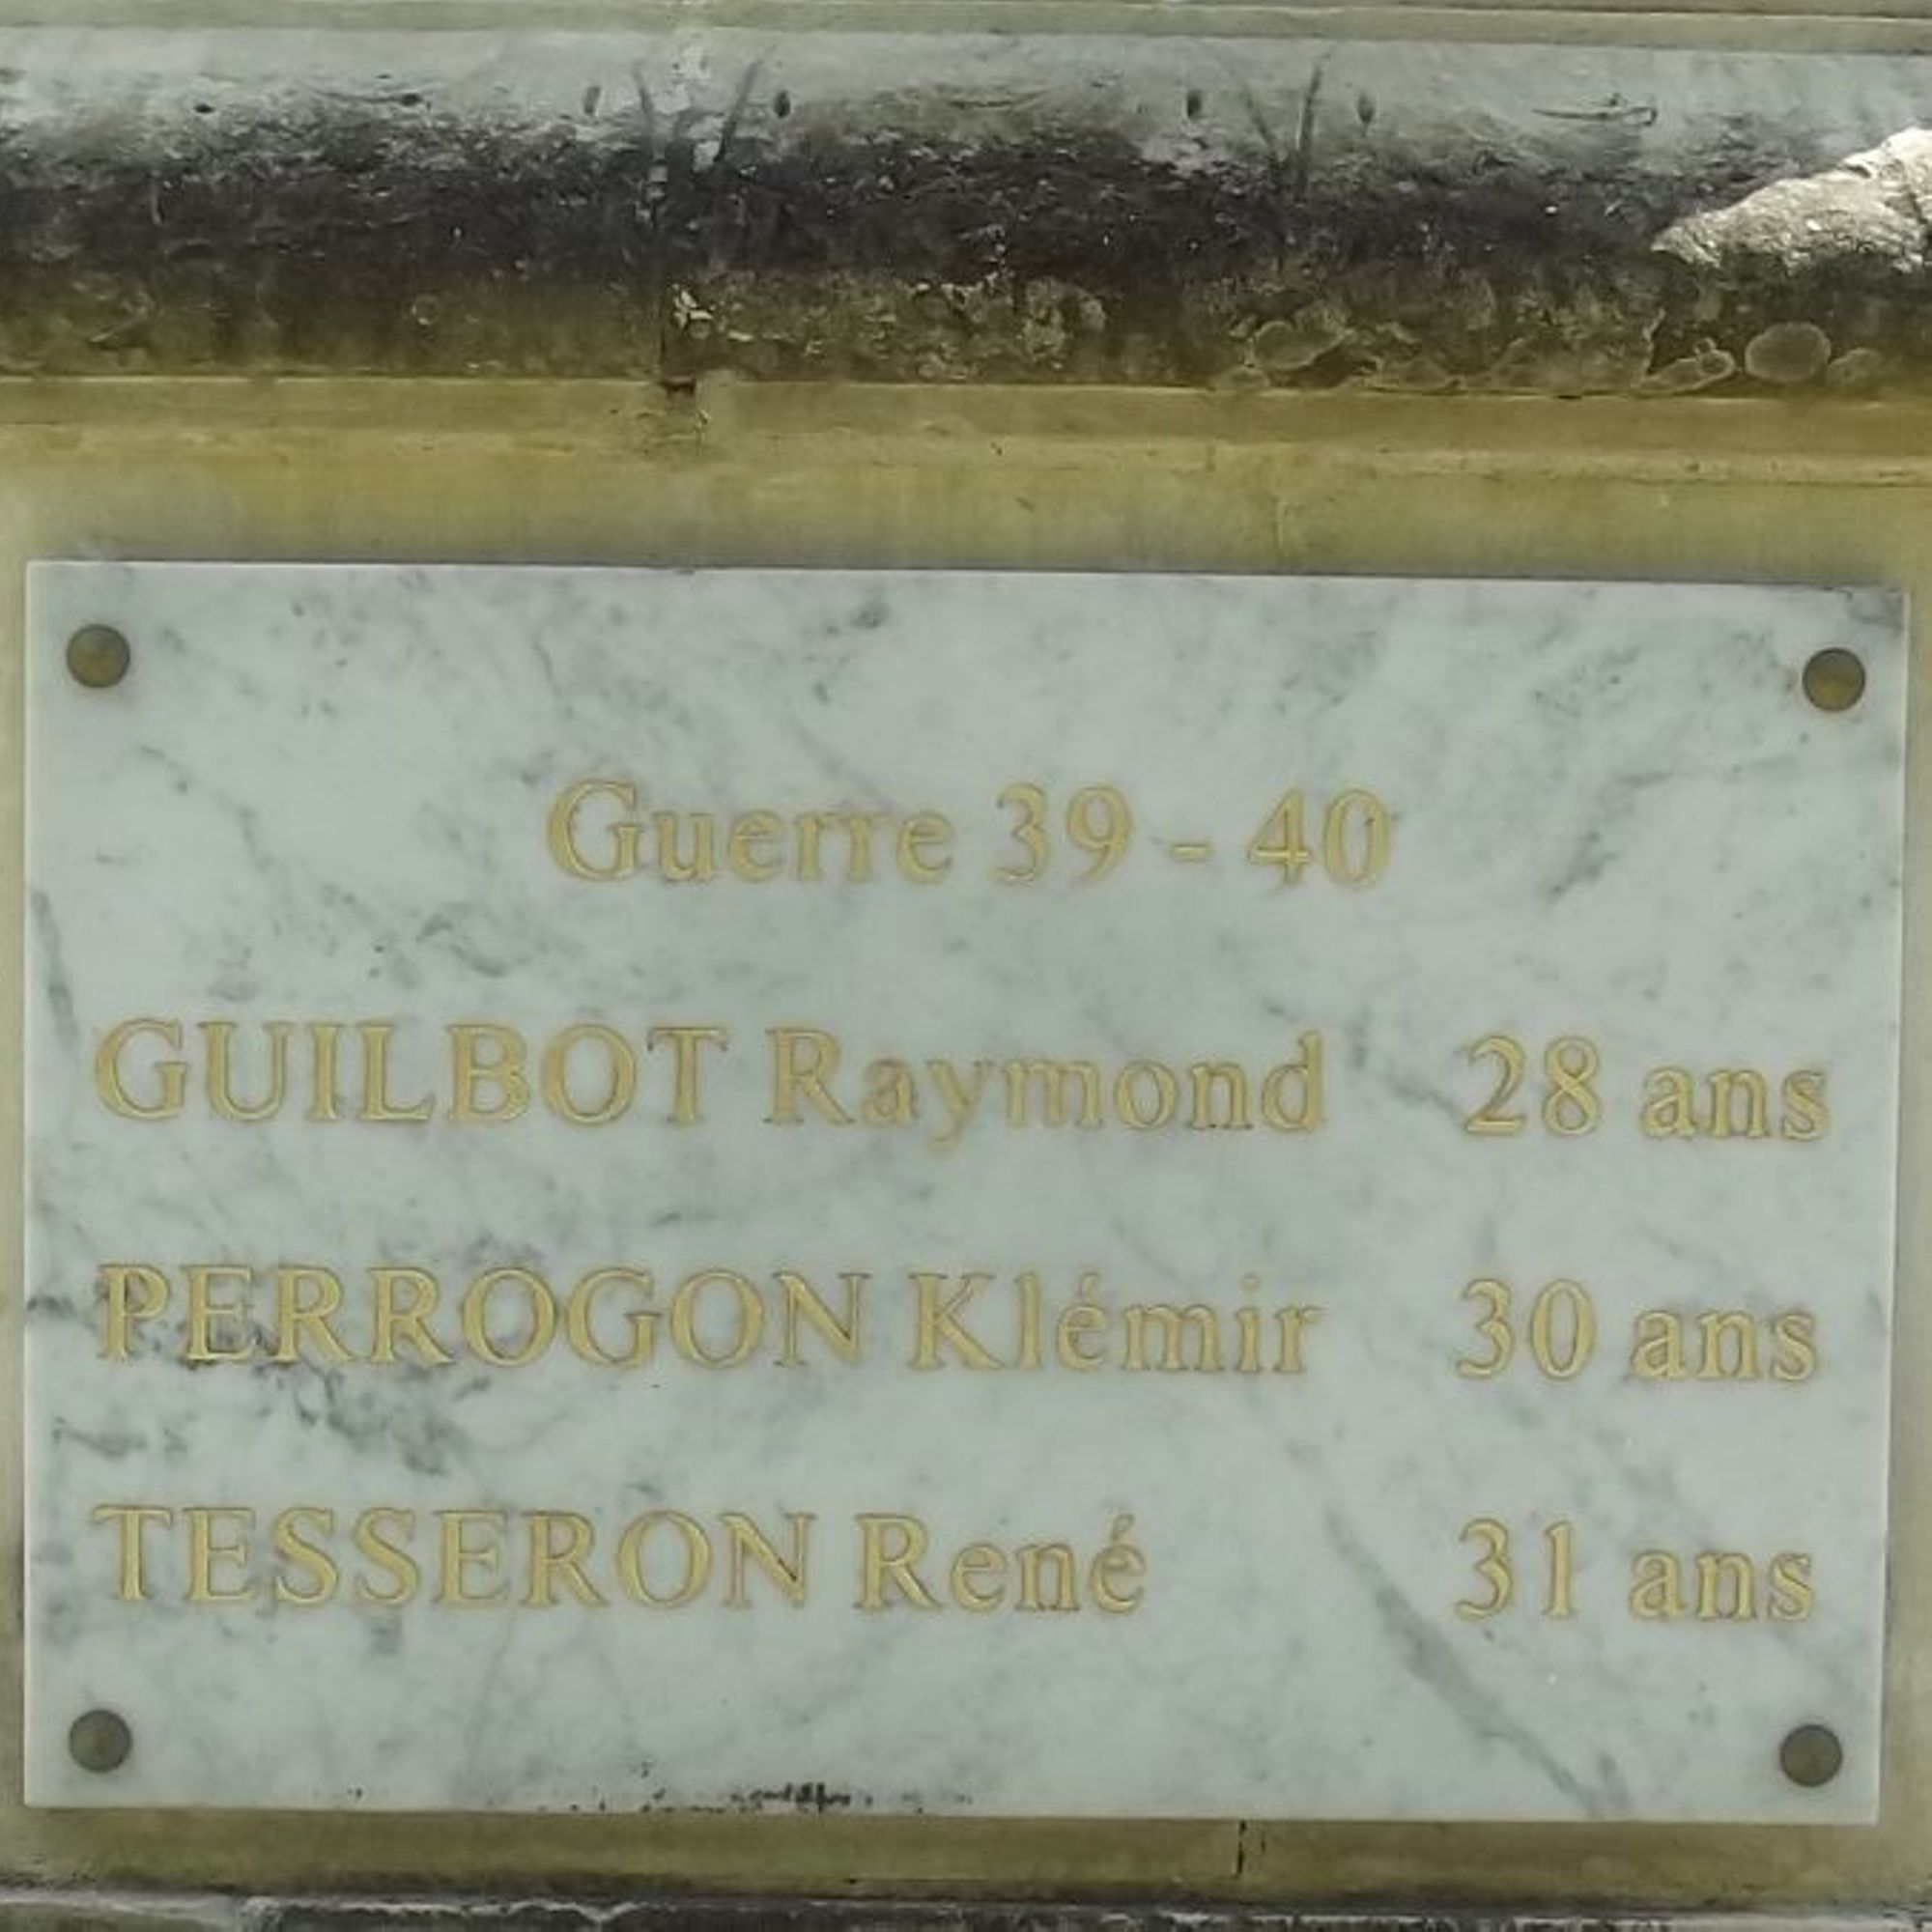 Guerre 39 - 40
GUILBOT Raymond 28 ans
PERROGON Klémir 30 ans
TESSERON René 31 ans